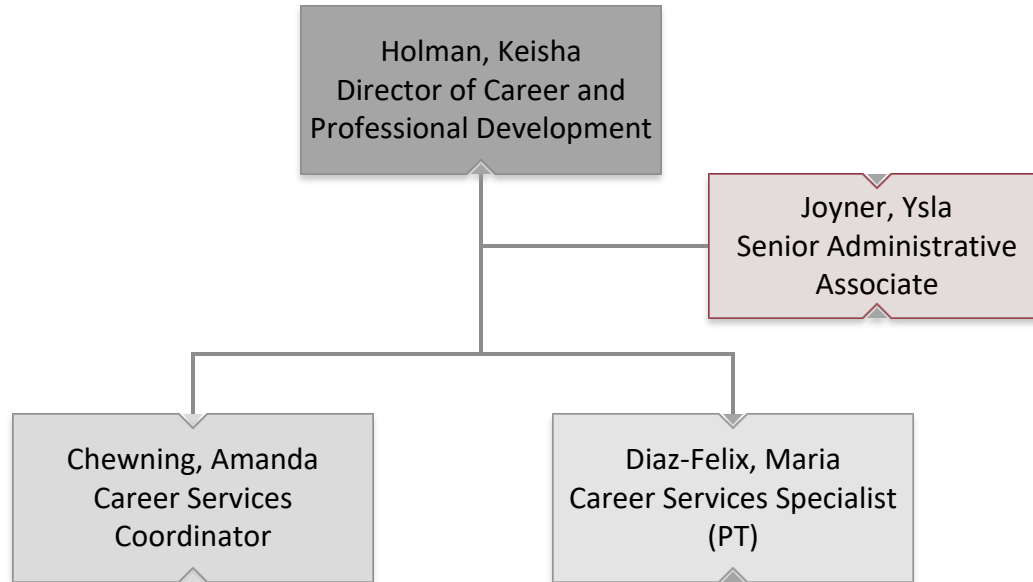 Holman, Keisha
Director of Career and
Professional Development
Joyner, Ysla
Senior Administrative
Associate
Chewning, Amanda
Career Services
Coordinator
Diaz-Felix, Maria
Career Services Specialist
(PT)